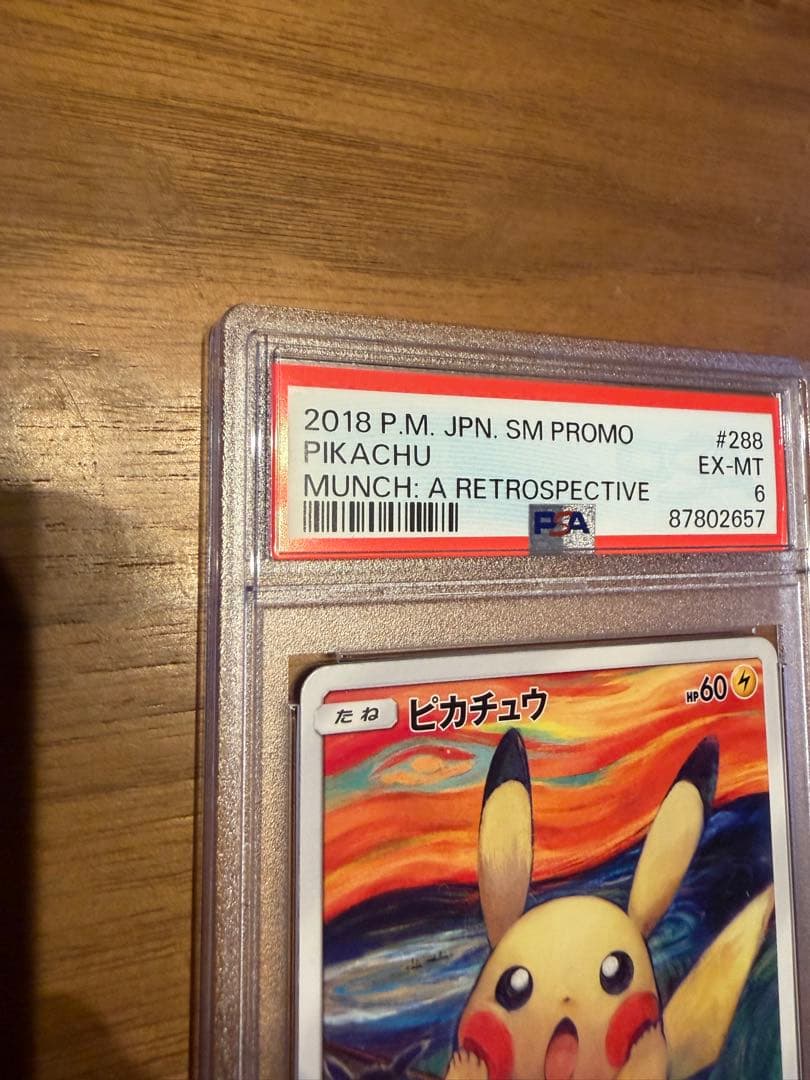 2018 P.M. JPN. SM PROMO #288
PIKACHU EX-MT
MUNCH: A RETROSPECTIVE 6
PSA 87802657
たね ピカチュウ HP60